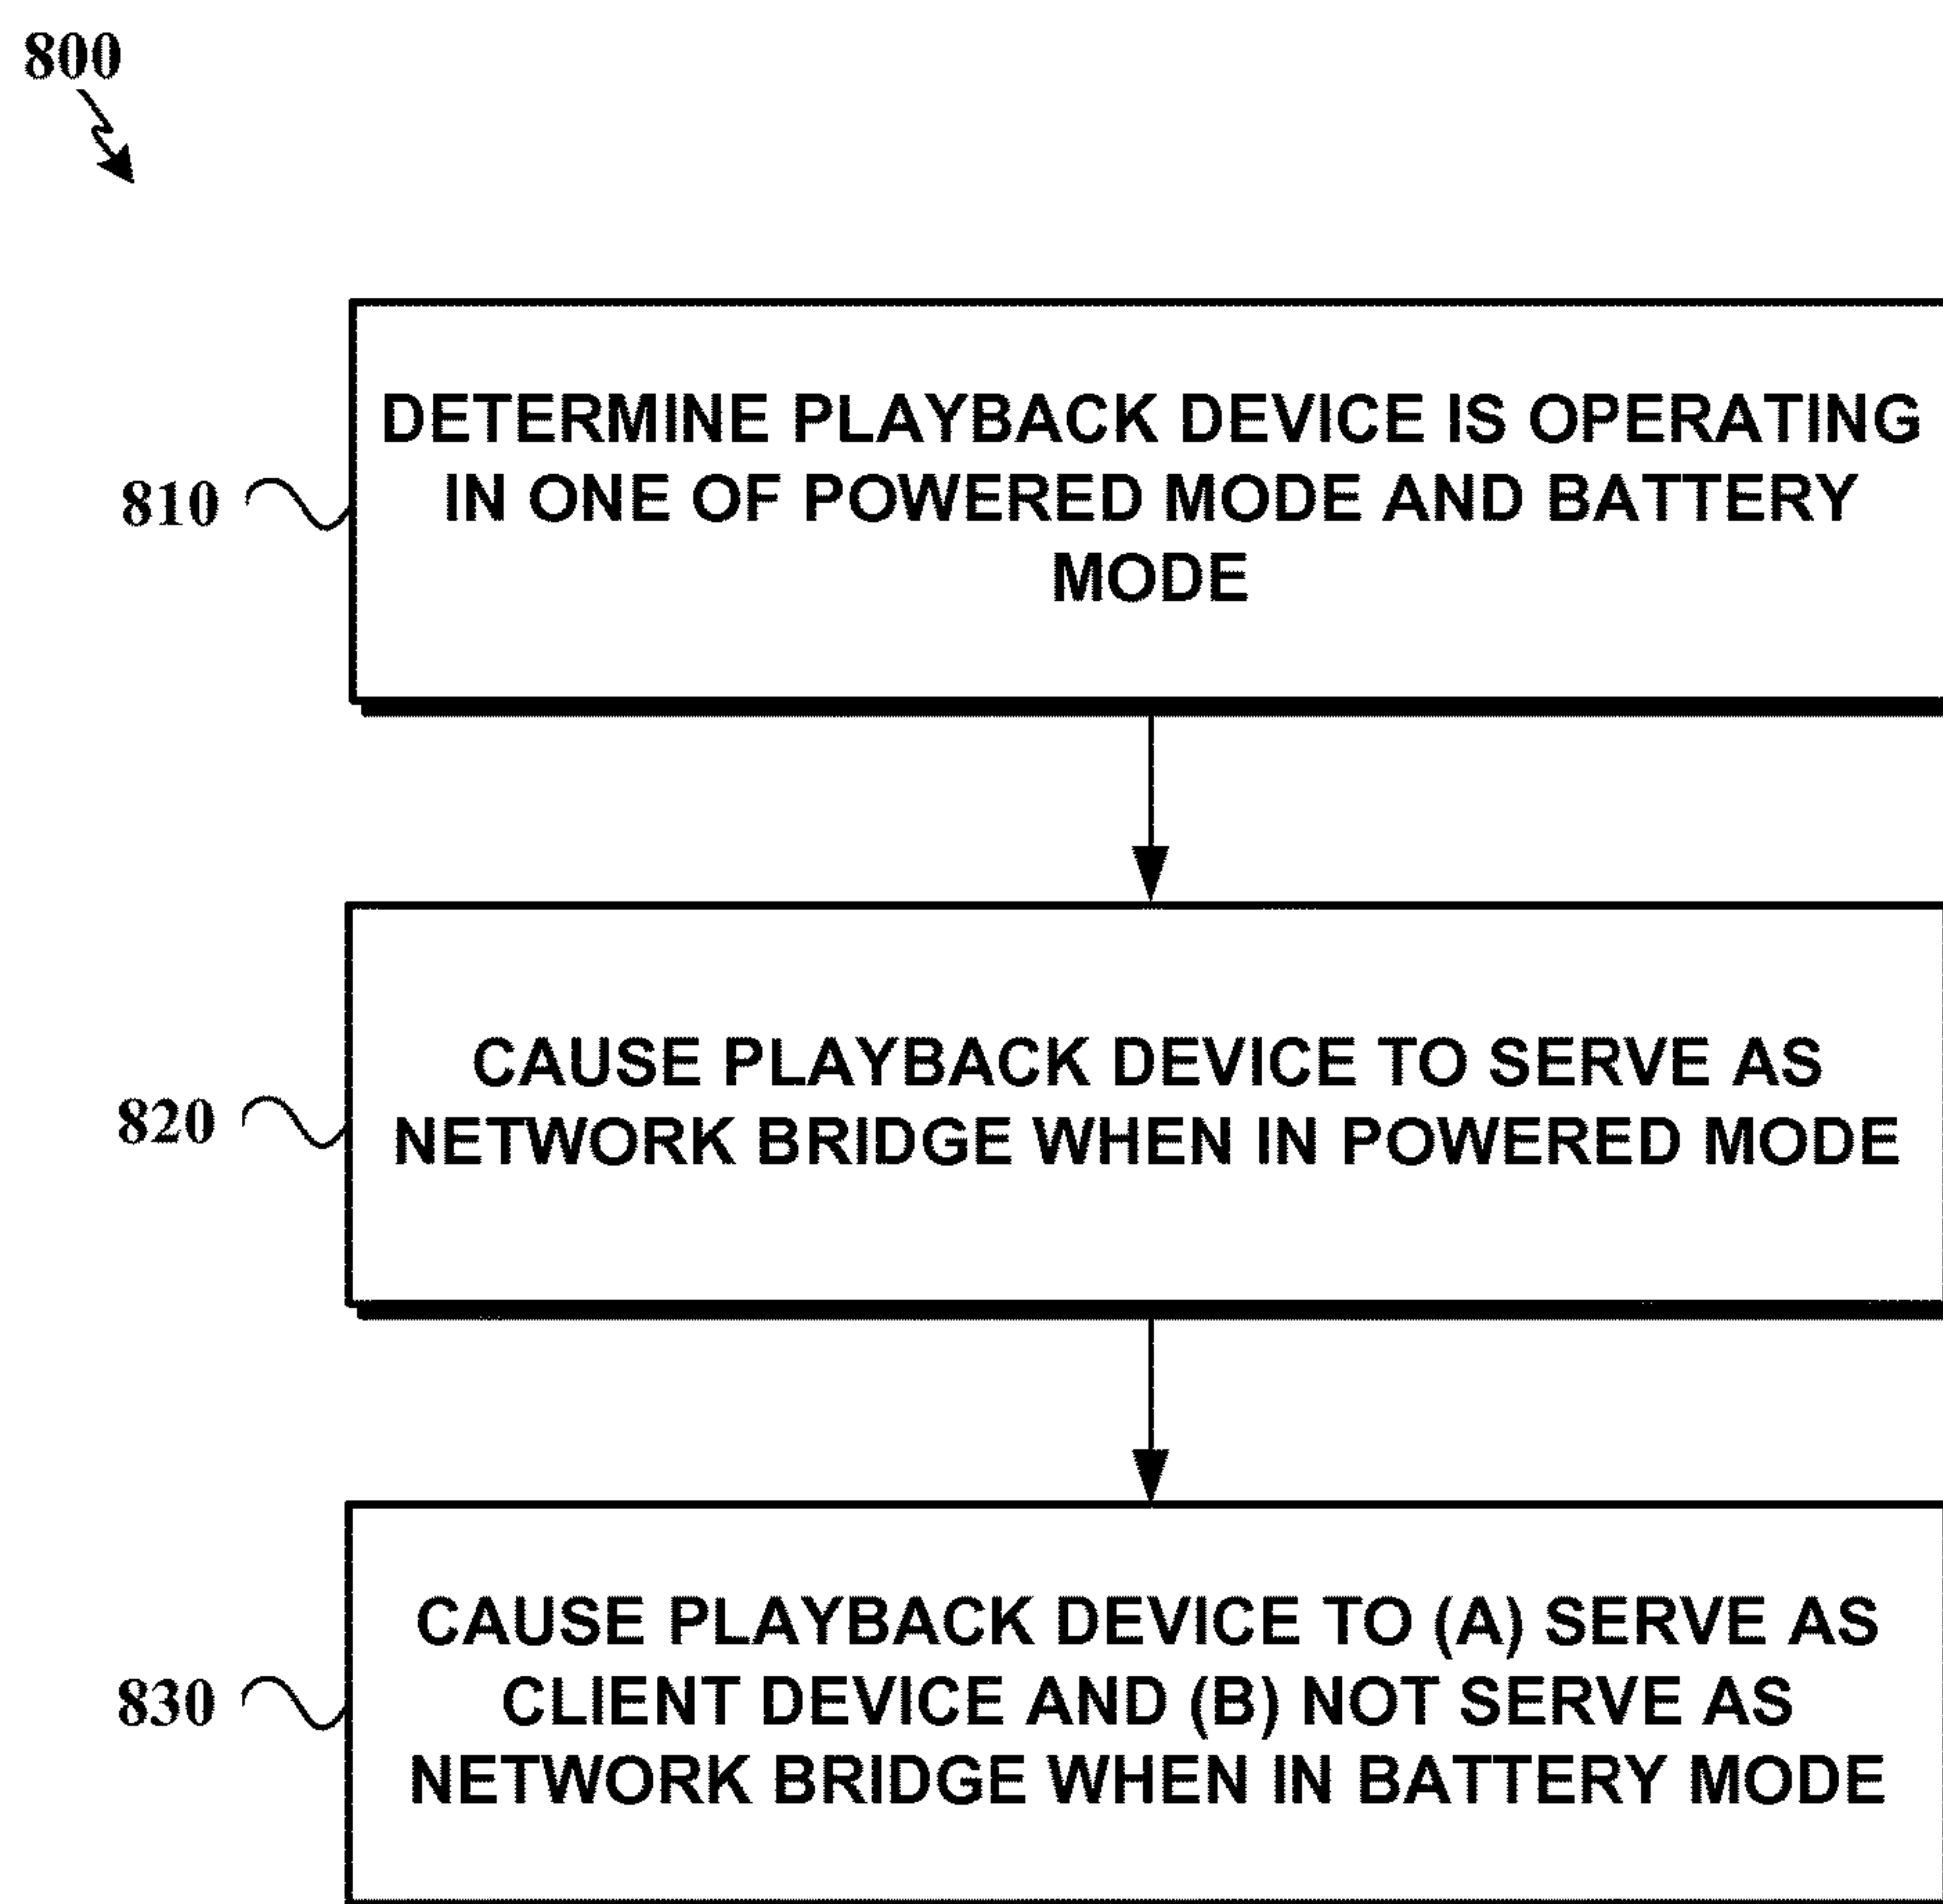 800
DETERMINE PLAYBACK DEVICE IS OPERATING
IN ONE OF POWERED MODE AND BATTERY
MODE
810
CAUSE PLAYBACK DEVICE TO SERVE AS
NETWORK BRIDGE WHEN IN POWERED MODE
820
CAUSE PLAYBACK DEVICE TO (A) SERVE AS
CLIENT DEVICE AND (B) NOT SERVE AS
NETWORK BRIDGE WHEN IN BATTERY MODE
830